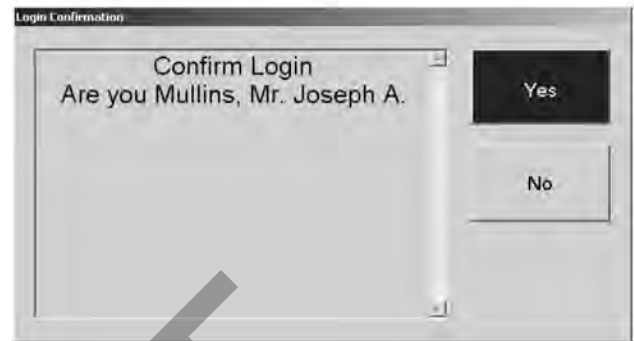 Login Confirmation
Confirm Login
Are you Mullins, Mr. Joseph A.
Yes
No